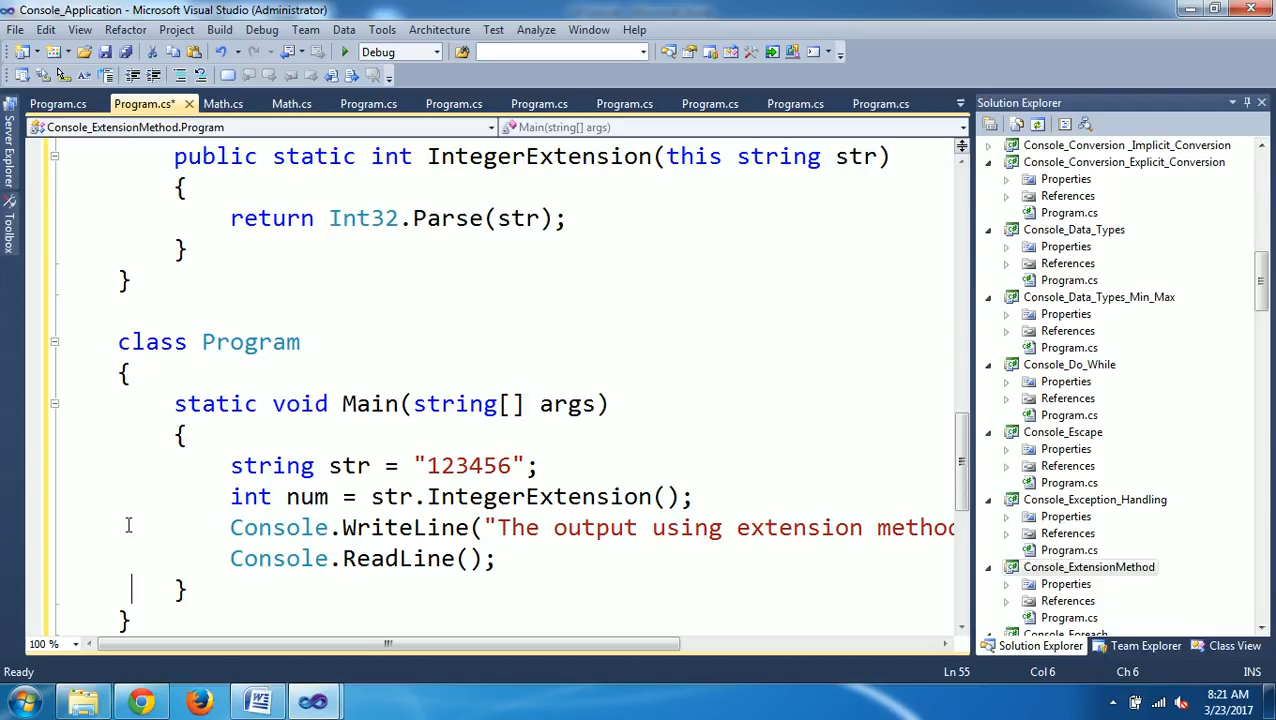 Console_Application - Microsoft Visual Studio (Administrator)
File Edit View Refactor Project Build Debug Team Data Tools Architecture Test Analyze Window Help
Debug
Program.cs Program.cs* Math.cs Math.cs Program.cs Program.cs Program.cs Program.cs Program.cs Program.cs Program.cs
Console_ExtensionMethod.Program Main(string[] args)
Server Explorer
Toolbox
public static int IntegerExtension(this string str)
{
return Int32.Parse(str);
}
}
class Program
{
static void Main(string[] args)
{
string str = "123456";
int num = str.IntegerExtension();
Console.WriteLine("The output using extension method
Console.ReadLine();
}
}
100 %
Solution Explorer
Console_Conversion _Implicit_Conversion
Console_Conversion_Explicit_Conversion
Properties
References
Program.cs
Console_Data_Types
Properties
References
Program.cs
Console_Data_Types_Min_Max
Properties
References
Program.cs
Console_Do_While
Properties
References
Program.cs
Console_Escape
Properties
References
Program.cs
Console_Exception_Handling
Properties
References
Program.cs
Console_ExtensionMethod
Properties
References
Program.cs
Console_Foreach
Solution Explorer Team Explorer Class View
Ready Ln 55 Col 6 Ch 6 INS
8:21 AM
3/23/2017